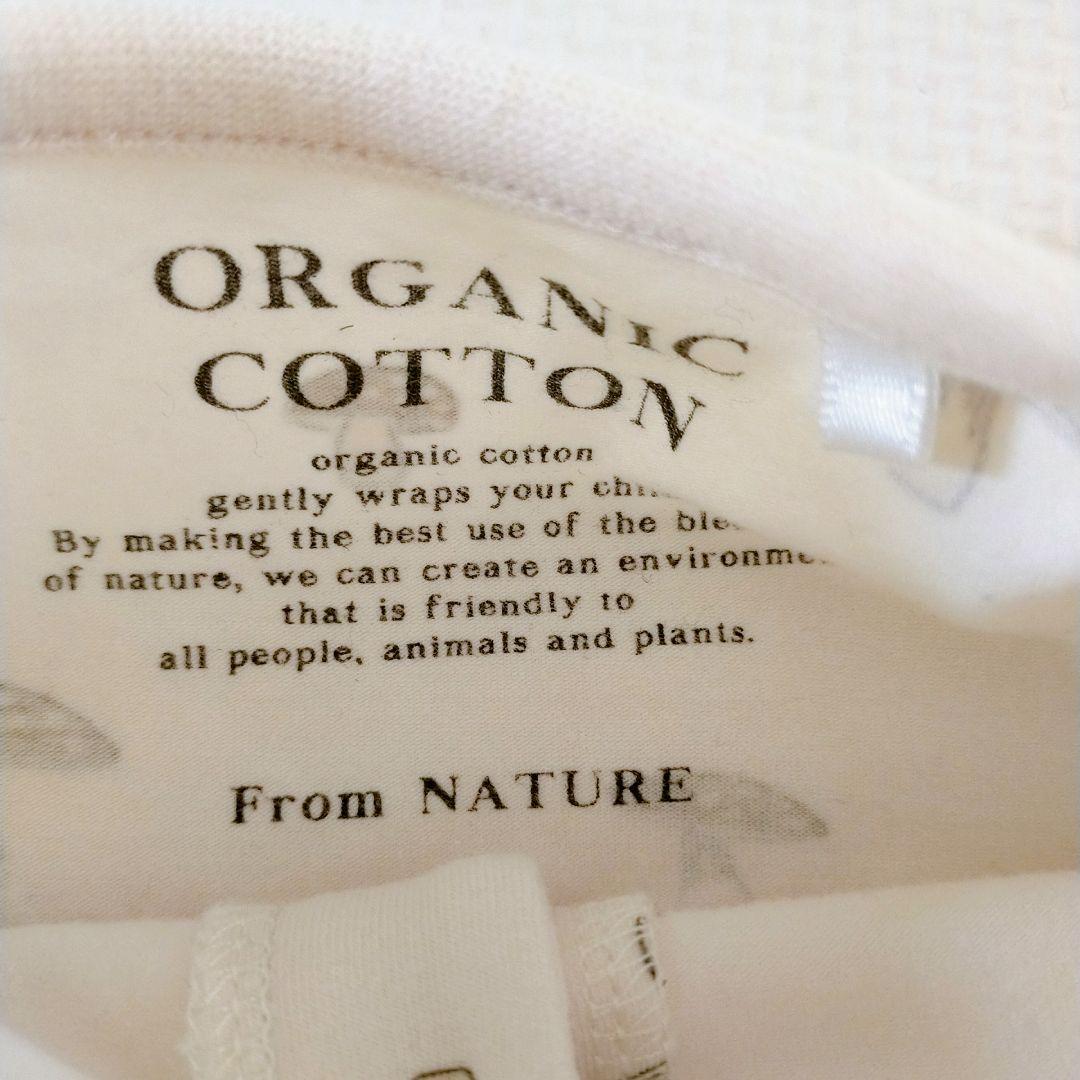 ORGANIC
COTTON
organic cotton
gently wraps your
By making the best use of the
of nature, we can create an
that is friendly to
all people, animals and plants.
From NATURE